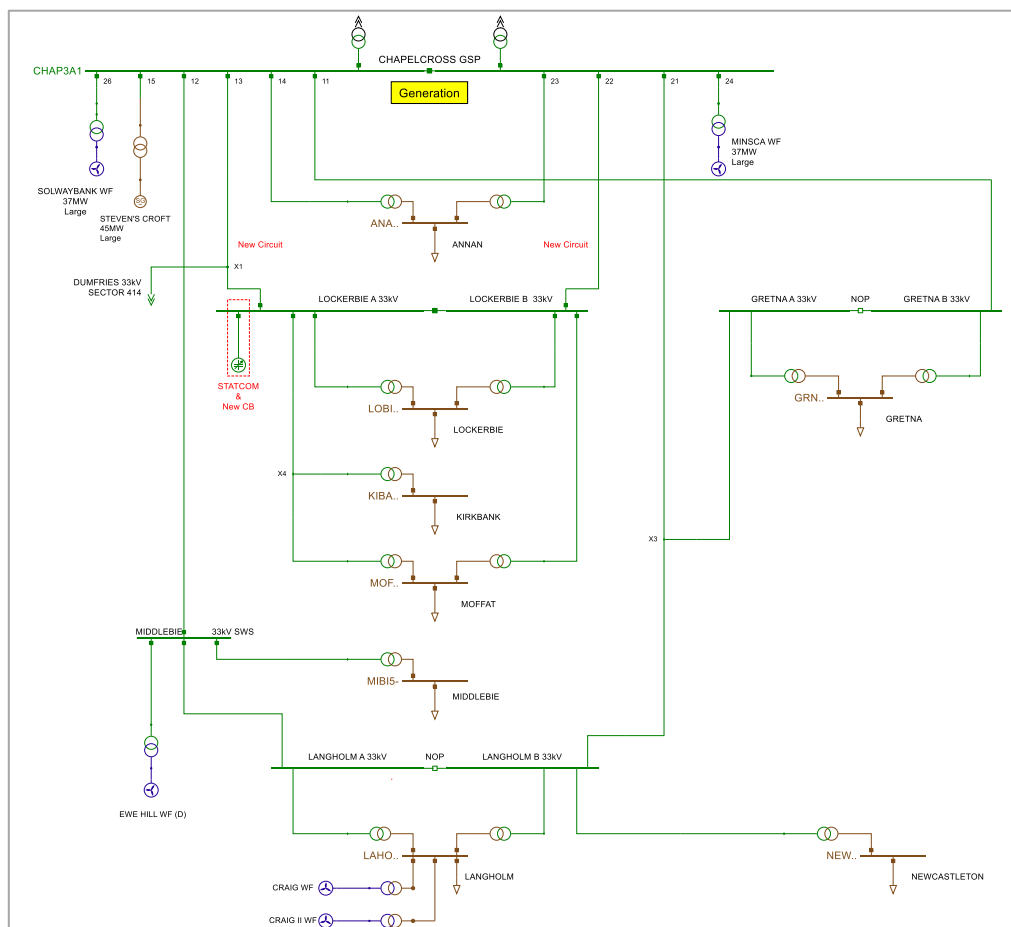 CHAPELCROSS GSP
CHAP3A1
26
15
12
13
14
11
23
22
21
24
Generation
MINSCA WF
37MW
Large
SOLWAYBANK WF
37MW
Large
SG
STEVEN'S CROFT
45MW
Large
ANA..
ANNAN
New Circuit
New Circuit
X1
DUMFRIES 33kV
SECTOR 414
LOCKERBIE A 33kV
LOCKERBIE B 33kV
GRETNA A 33kV
NOP
GRETNA B 33kV
STATCOM
&
New CB
LOBI..
LOCKERBIE
GRN..
GRETNA
X4
KIBA..
KIRKBANK
X3
MOF..
MOFFAT
MIDDLEBIE
33kV SWS
MIBI5-
MIDDLEBIE
LANGHOLM A 33kV
NOP
LANGHOLM B 33kV
EWE HILL WF (D)
LAHO..
LANGHOLM
NEW..
NEWCASTLETON
CRAIG WF
CRAIG II WF